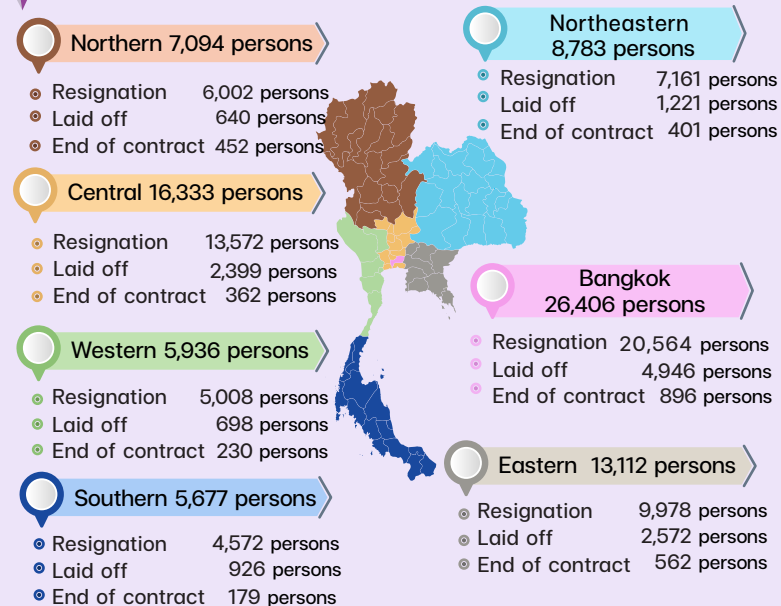 Northern 7,094 persons
Resignation 6,002 persons
Laid off 640 persons
End of contract 452 persons
Central 16,333 persons
Resignation 13,572 persons
Laid off 2,399 persons
End of contract 362 persons
Western 5,936 persons
Resignation 5,008 persons
Laid off 698 persons
End of contract 230 persons
Southern 5,677 persons
Resignation 4,572 persons
Laid off 926 persons
End of contract 179 persons
Northeastern
8,783 persons
Resignation 7,161 persons
Laid off 1,221 persons
End of contract 401 persons
Bangkok
26,406 persons
Resignation 20,564 persons
Laid off 4,946 persons
End of contract 896 persons
Eastern 13,112 persons
Resignation 9,978 persons
Laid off 2,572 persons
End of contract 562 persons